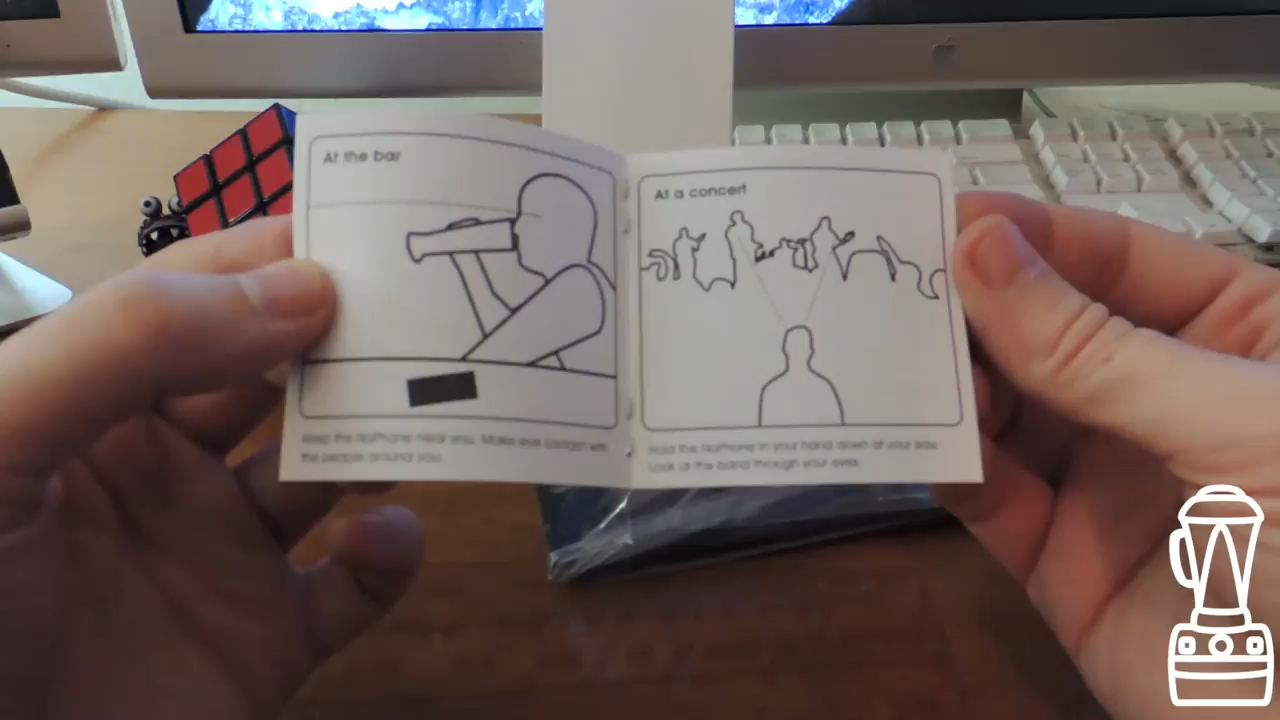 At the bar
Keep the NoPhone near you. Make eye contact with
the people around you.
At a concert
Hold the NoPhone in your hand down at your side.
Look at the band through your eyes.